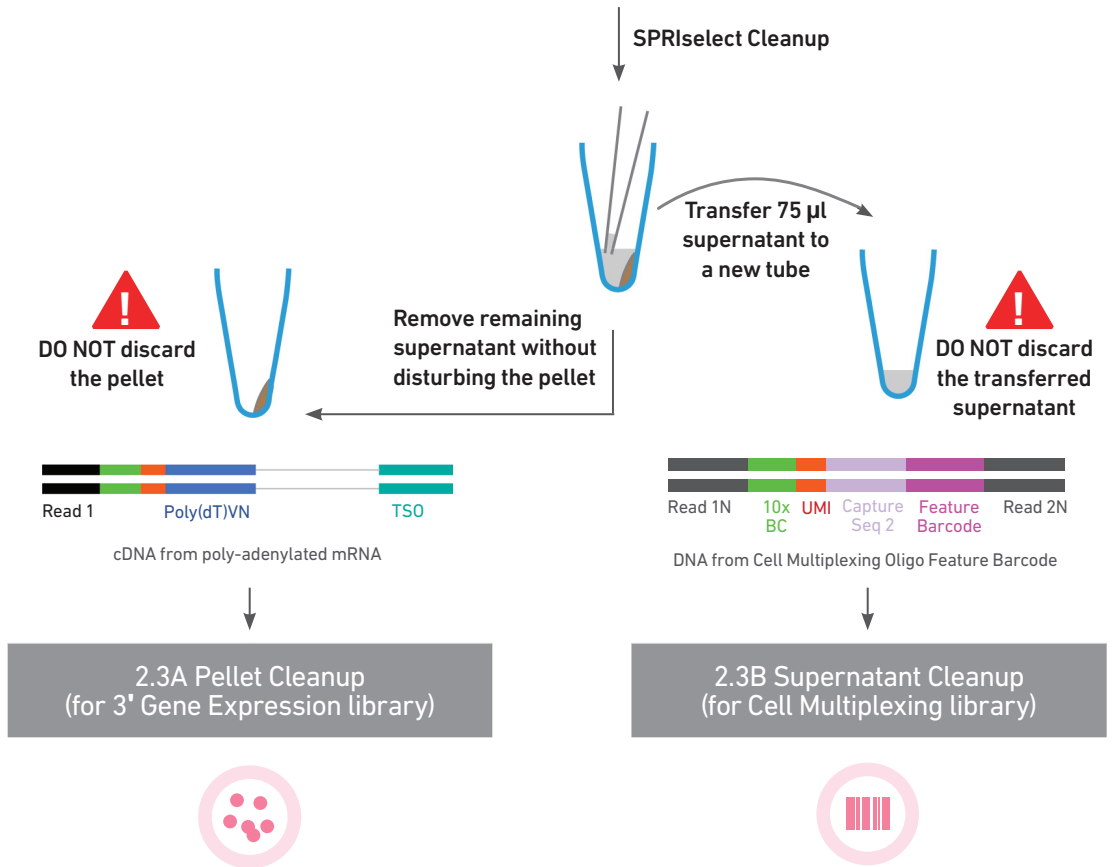 SPRIselect Cleanup
Transfer 75 µl
supernatant to
a new tube
!
DO NOT discard
the pellet
Remove remaining
supernatant without
disturbing the pellet
!
DO NOT discard
the transferred
supernatant
Read 1
Poly(dT)VN
TSO
cDNA from poly-adenylated mRNA
Read 1N
10x
BC
UMI
Capture
Seq 2
Feature
Barcode
Read 2N
DNA from Cell Multiplexing Oligo Feature Barcode
2.3A Pellet Cleanup
(for 3' Gene Expression library)
2.3B Supernatant Cleanup
(for Cell Multiplexing library)